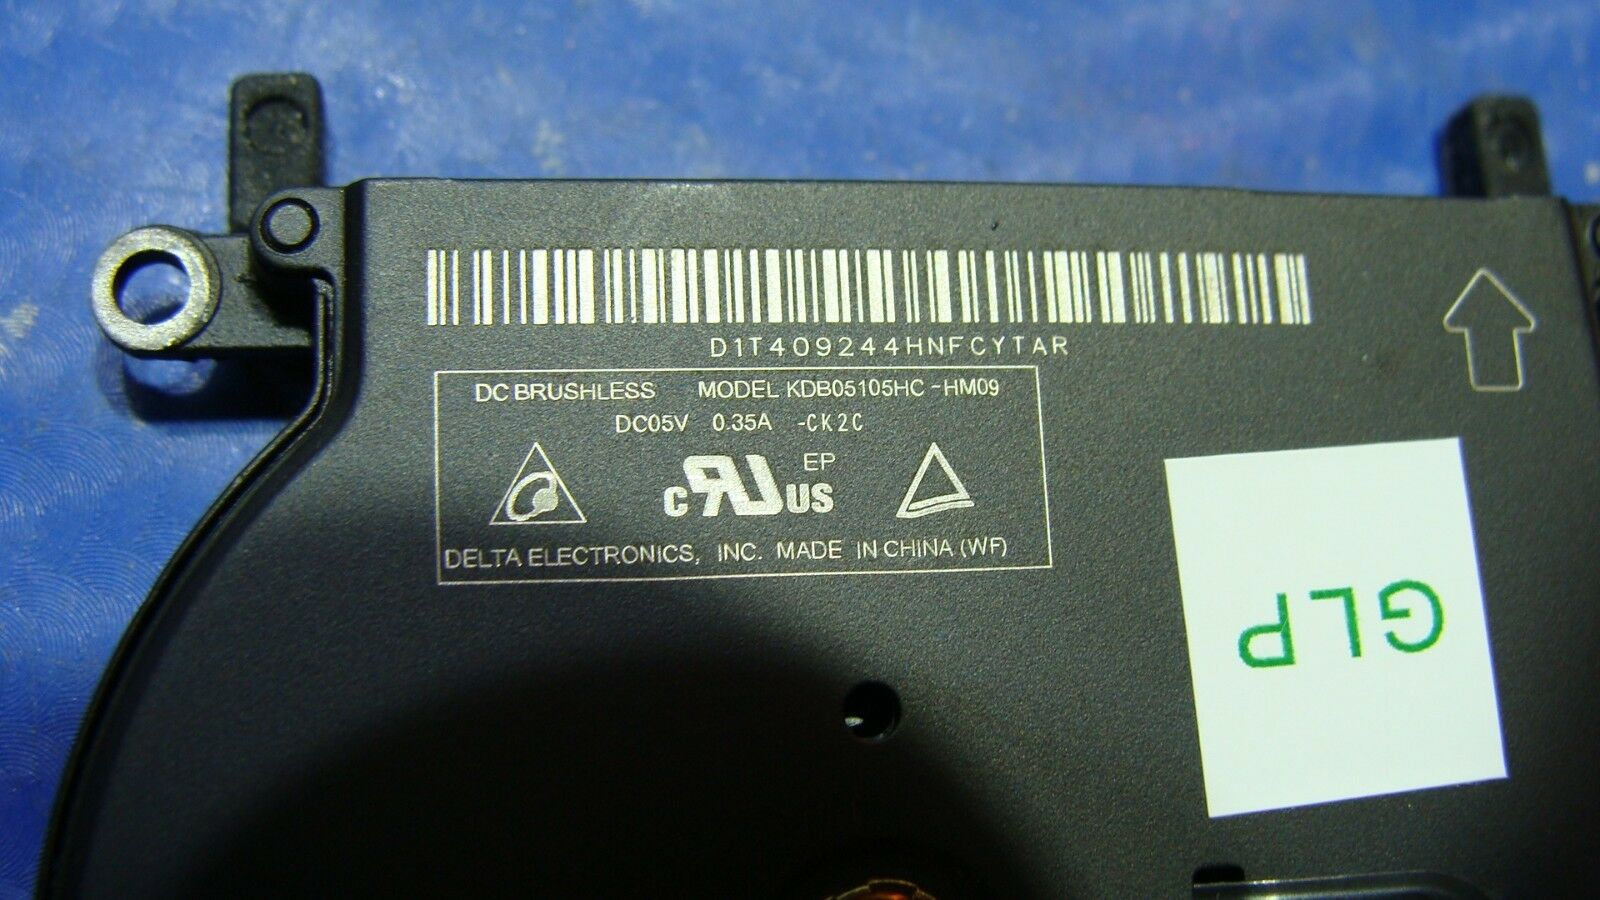 D1T409244HNFCYTAR
DC BRUSHLESS MODEL KDB05105HC-HM09
DC05V 0.35A -CK2C
c RU US EP
DELTA ELECTRONICS, INC. MADE IN CHINA (WF)
GLP